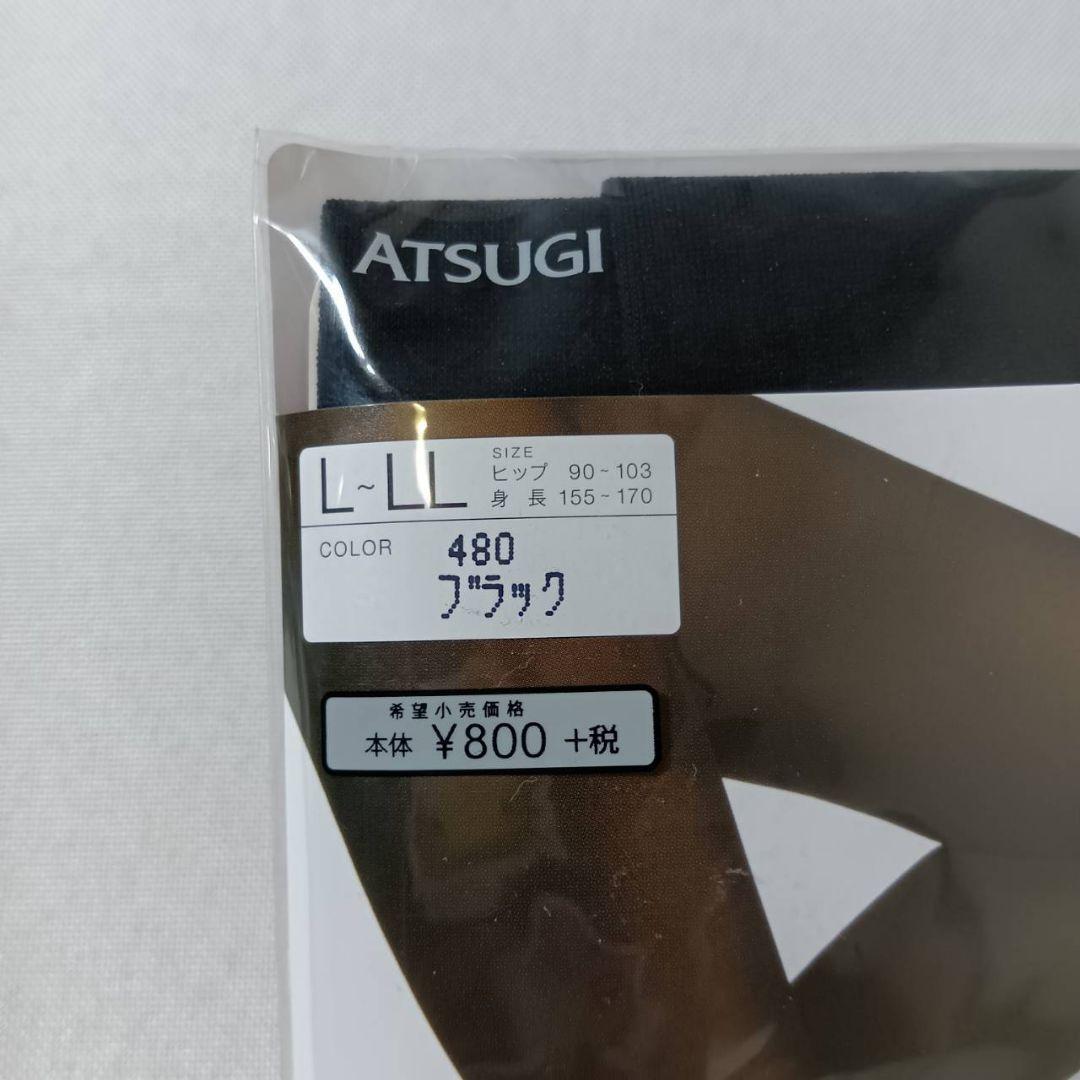 ATSUGI
L~LL
SIZE
ヒップ 90~103
身長 155~170
COLOR 480
ブラック
希望小売価格
本体 ¥800 +税